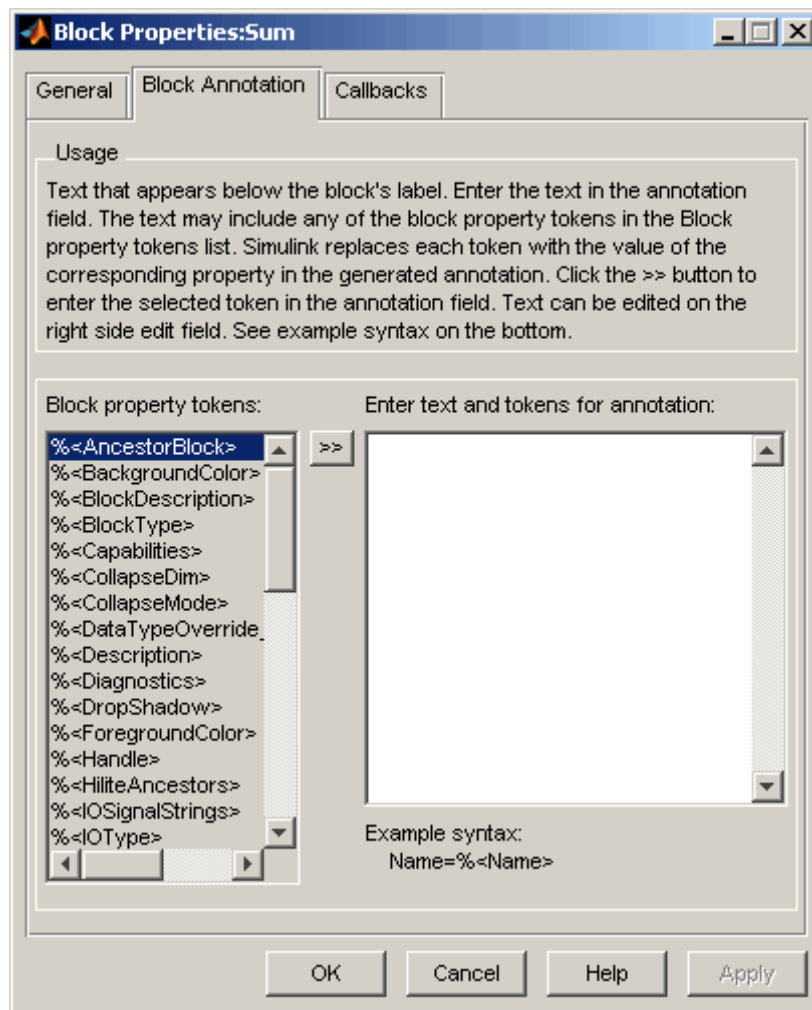 Block Properties:Sum
General
Block Annotation
Callbacks
Usage
Text that appears below the block's label. Enter the text in the annotation
field. The text may include any of the block property tokens in the Block
property tokens list. Simulink replaces each token with the value of the
corresponding property in the generated annotation. Click the >> button to
enter the selected token in the annotation field. Text can be edited on the
right side edit field. See example syntax on the bottom.
Block property tokens:
%<AncestorBlock>
%<BackgroundColor>
%<BlockDescription>
%<BlockType>
%<Capabilities>
%<CollapseDim>
%<CollapseMode>
%<DataTypeOverride_
%<Description>
%<Diagnostics>
%<DropShadow>
%<ForegroundColor>
%<Handle>
%<HiliteAncestors>
%<IOSignalStrings>
%<IOType>
>>
Enter text and tokens for annotation:
Example syntax:
Name=%<Name>
OK
Cancel
Help
Apply